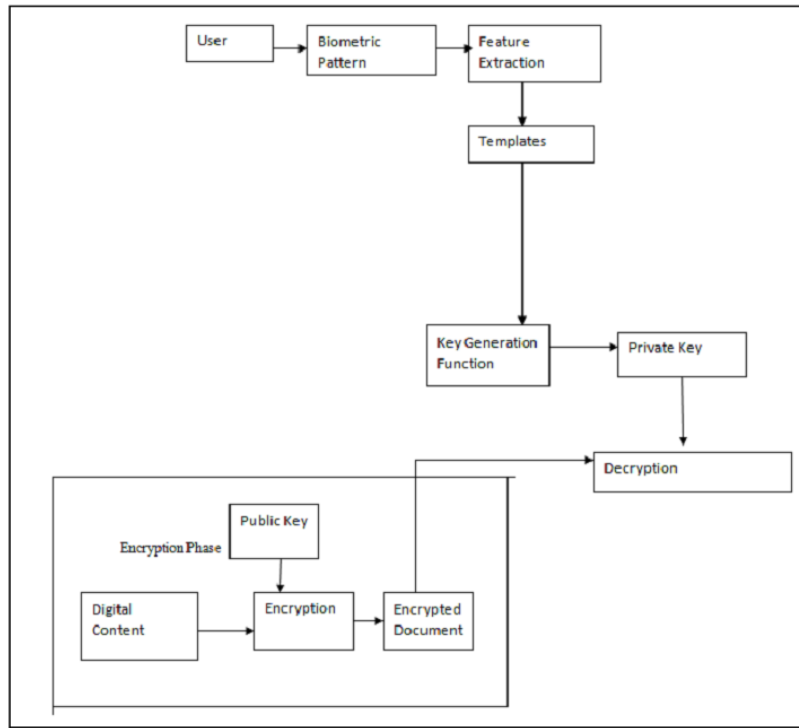 User
Biometric
Pattern
Feature
Extraction
Templates
Key Generation
Function
Private Key
Decryption
Public Key
Encryption Phase
Digital
Content
Encryption
Encrypted
Document